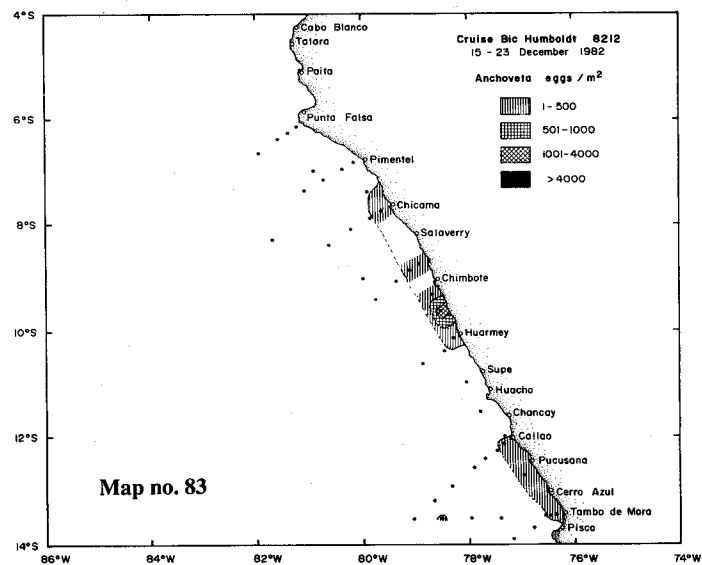 4°S
Cabo Blanco
Talara
Paita
Cruise Bic Humboldt 8212
15 - 23 December 1982
Anchoveta eggs / m²
1 - 500
501 - 1000
1001 - 4000
>4000
6°
Punta Falsa
Pimentel
Chicama
8°S
Salaverry
Chimbote
10°S
Huarmey
Supe
Huacho
Chancay
12°S
Callao
Pucusana
Map no. 83
Cerro Azul
Tambo de Mora
Pisco
14°S
86°W
84°W
82°W
80°W
78°W
76°W
74°W